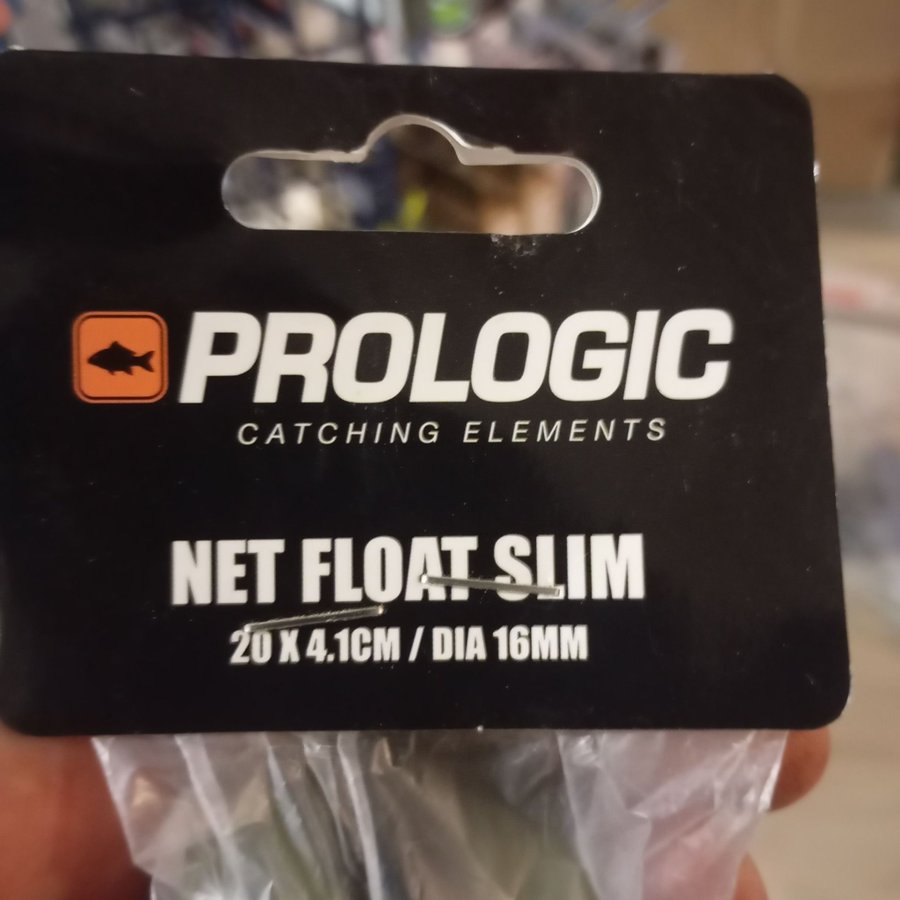 PROLOGIC
CATCHING ELEMENTS
NET FLOAT SLIM
20 X 4.1CM / DIA 16MM